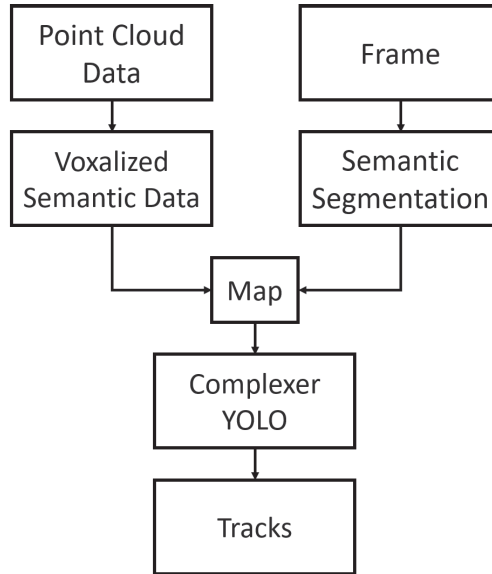 Point Cloud
Data
Frame
Voxalized
Semantic Data
Semantic
Segmentation
Map
Complexer
YOLO
Tracks